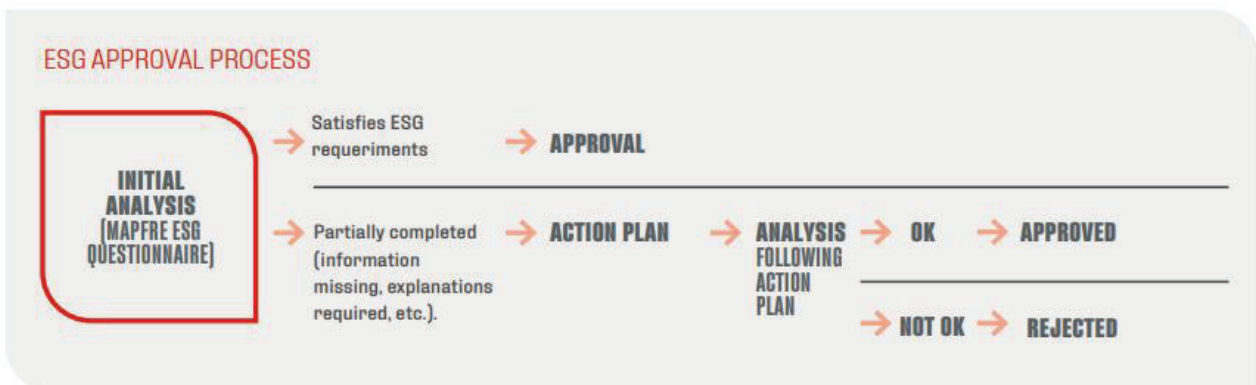 ESG APPROVAL PROCESS
INITIAL
ANALYSIS
(MAPFRE ESG
QUESTIONNAIRE)
Satisfies ESG
requeriments
APPROVAL
Partially completed
(information
missing, explanations
required, etc.).
ACTION PLAN
ANALYSIS
FOLLOWING
ACTION
PLAN
OK
APPROVED
NOT OK
REJECTED